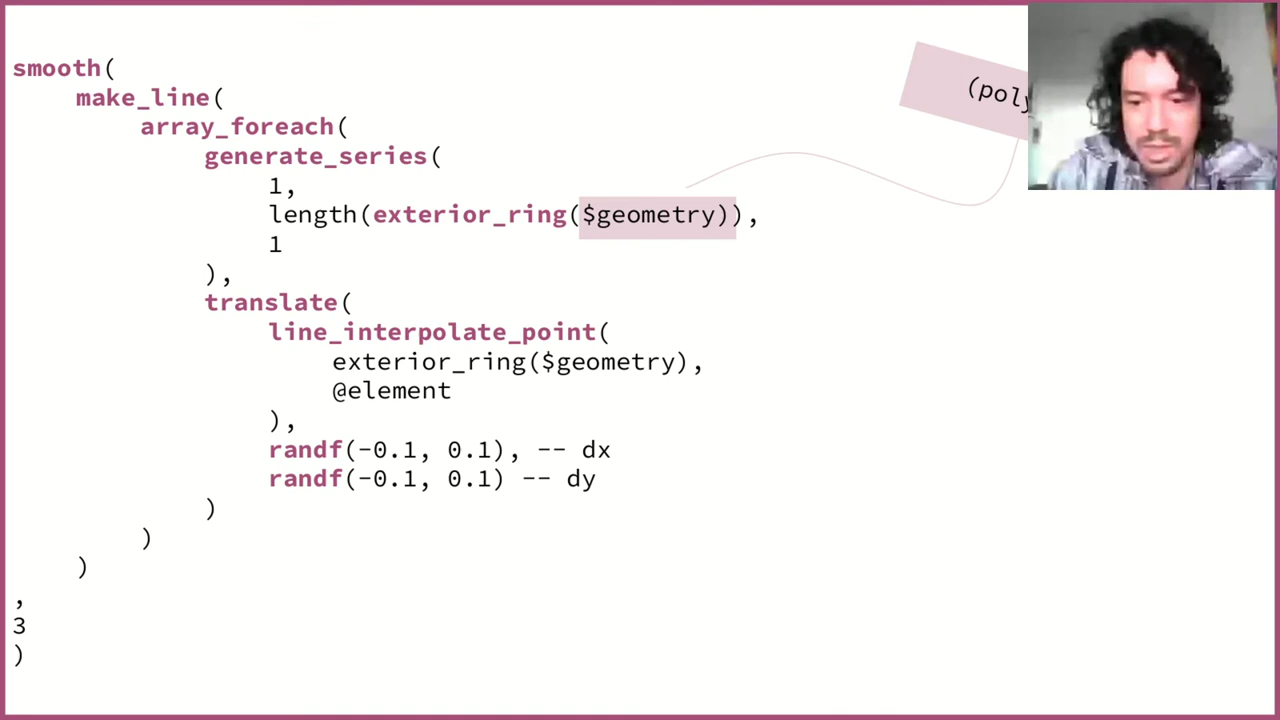 smooth(
make_line(
array_foreach(
generate_series(
1,
length(exterior_ring($geometry)),
1
),
translate(
line_interpolate_point(
exterior_ring($geometry),
@element
),
randf(-0.1, 0.1), -- dx
randf(-0.1, 0.1) -- dy
)
)
)
,
3
)